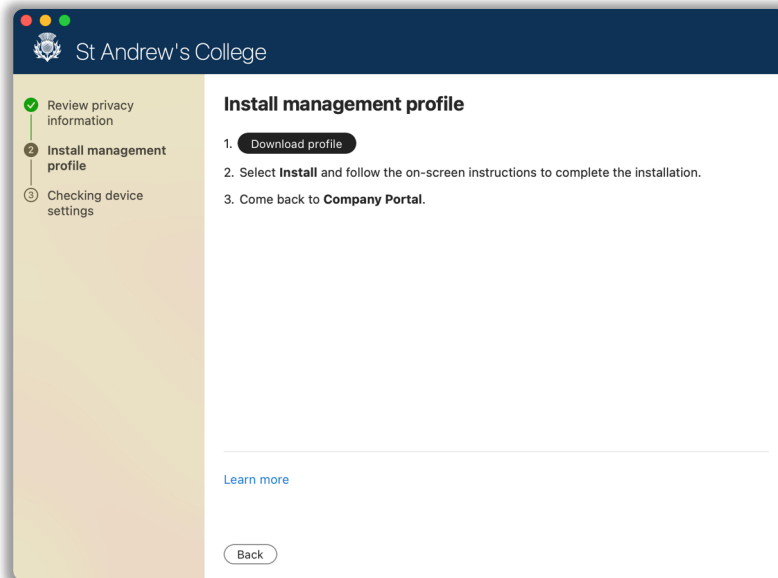 St Andrew's College
Review privacy
information
2 Install management
profile
3 Checking device
settings
Install management profile
1. Download profile
2. Select Install and follow the on-screen instructions to complete the installation.
3. Come back to Company Portal.
Learn more
Back